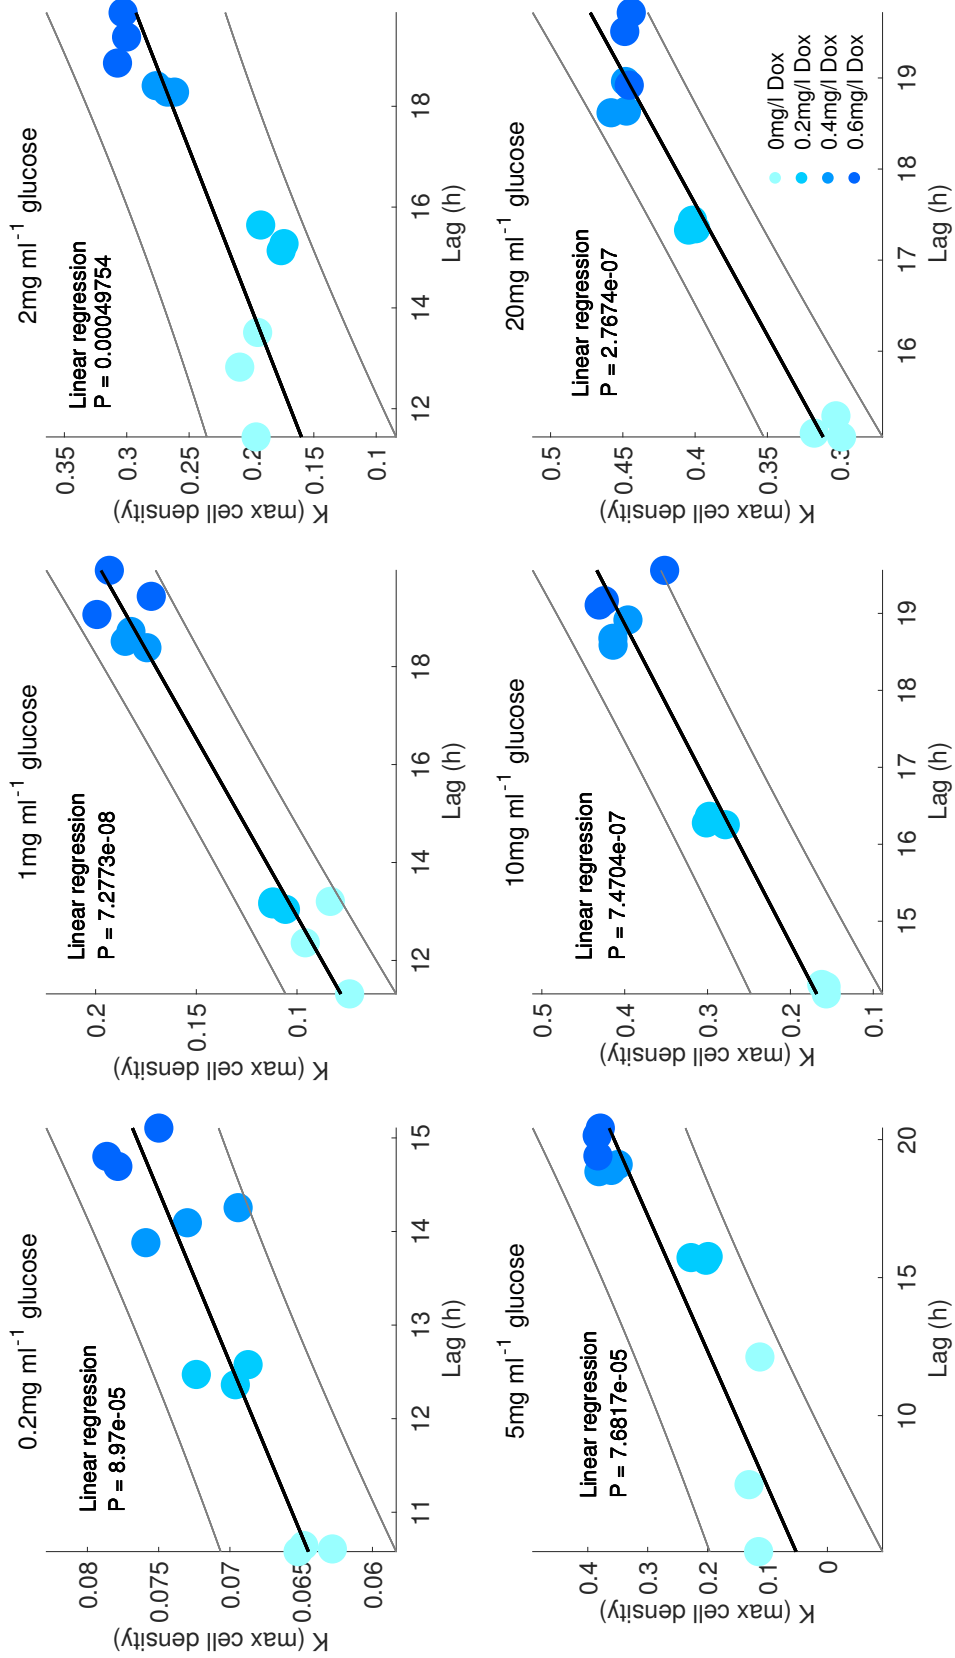 0.2mg ml-1 glucose
Linear regression
P = 8.97e-05
K (max cell density)
0.08
0.075
0.07
0.065
0.06
11
12
13
14
15
Lag (h)
1mg ml-1 glucose
Linear regression
P = 7.2773e-08
K (max cell density)
0.2
0.15
0.1
12
14
16
18
Lag (h)
2mg ml-1 glucose
Linear regression
P = 0.00049754
K (max cell density)
0.35
0.3
0.25
0.2
0.15
0.1
12
14
16
18
Lag (h)
5mg ml-1 glucose
Linear regression
P = 7.6817e-05
K (max cell density)
0.4
0.3
0.2
0.1
0
10
15
20
Lag (h)
10mg ml-1 glucose
Linear regression
P = 7.4704e-07
K (max cell density)
0.5
0.4
0.3
0.2
0.1
15
16
17
18
19
Lag (h)
20mg ml-1 glucose
Linear regression
P = 2.7674e-07
K (max cell density)
0.5
0.45
0.4
0.35
0.3
16
17
18
19
Lag (h)
0mg/l Dox
0.2mg/l Dox
0.4mg/l Dox
0.6mg/l Dox